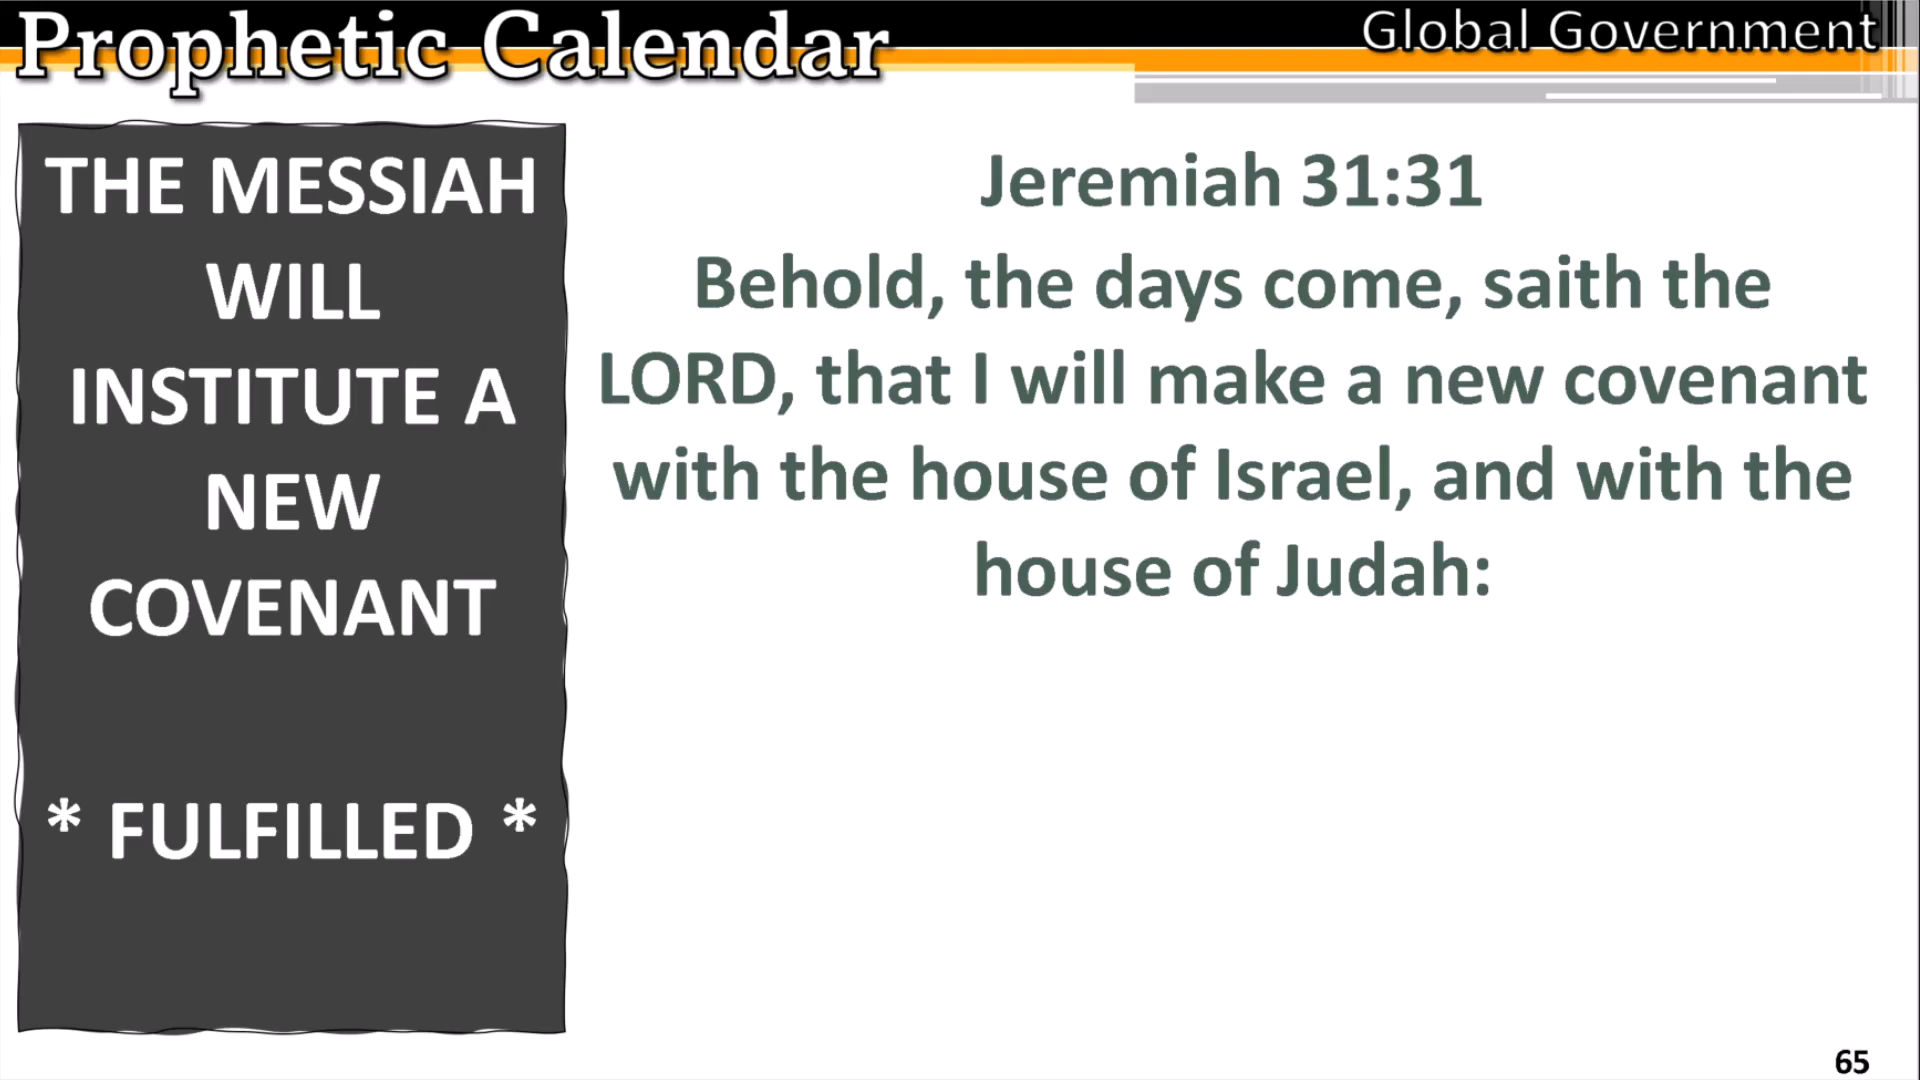 Prophetic Calendar
Global Government
THE MESSIAH
WILL
INSTITUTE A
NEW
COVENANT
* FULFILLED *
Jeremiah 31:31
Behold, the days come, saith the
LORD, that I will make a new covenant
with the house of Israel, and with the
house of Judah:
65